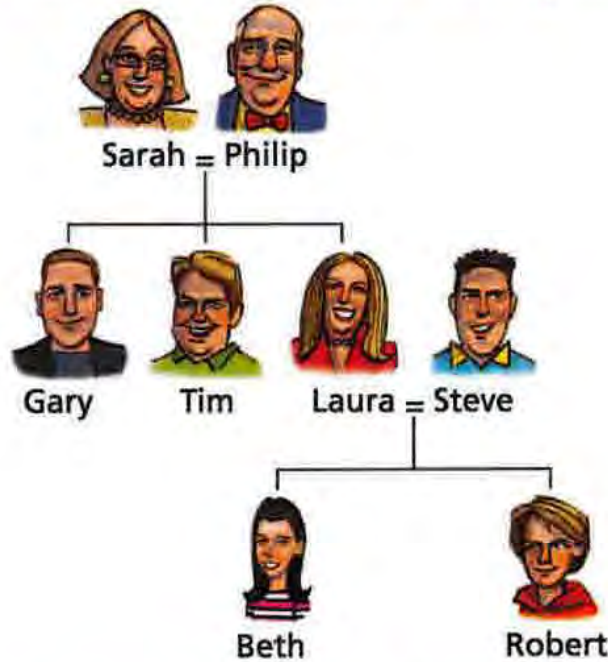 Sarah = Philip
Gary Tim Laura = Steve
Beth Robert